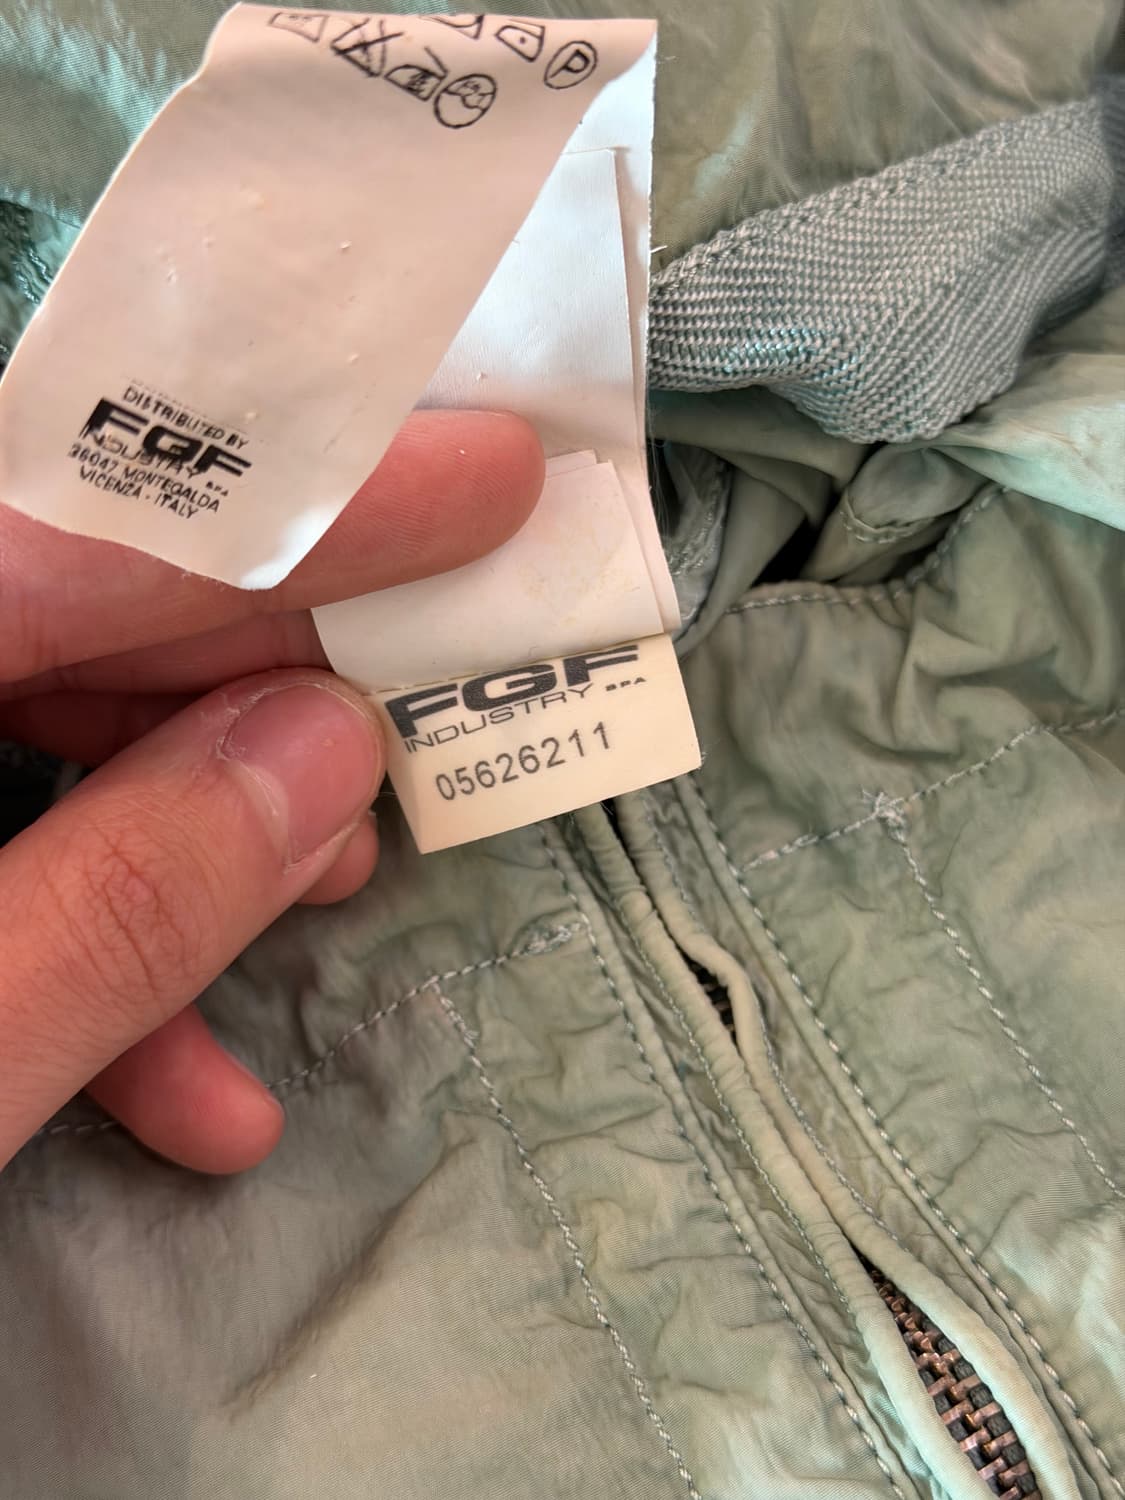 P
DISTRIBUTED BY
FGF
INDUSTRY SPA
36047 MONTEGALDA
VICENZA - ITALY
FGF
INDUSTRY SPA
05626211